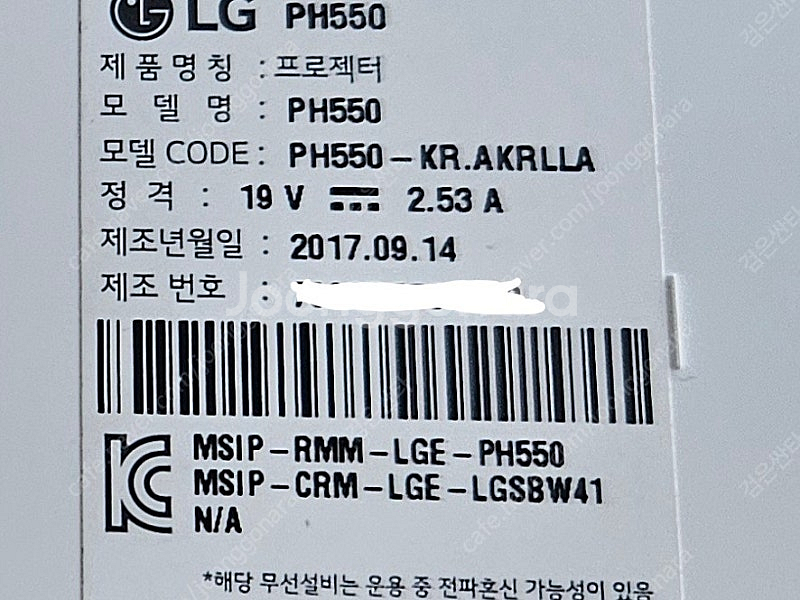 LG PH550
제 품 명 칭 : 프로젝터
모 델 명 : PH550
모델 CODE : PH550-KR.AKRLLA
정 격 : 19 V 2.53 A
제조년월일 : 2017.09.14
제조 번호 :
Joonggonara
MSIP-RMM-LGE-PH550
MSIP-CRM-LGE-LGSBW41
N/A
*해당 무선설비는 운용 중 전파혼신 가능성이 있음